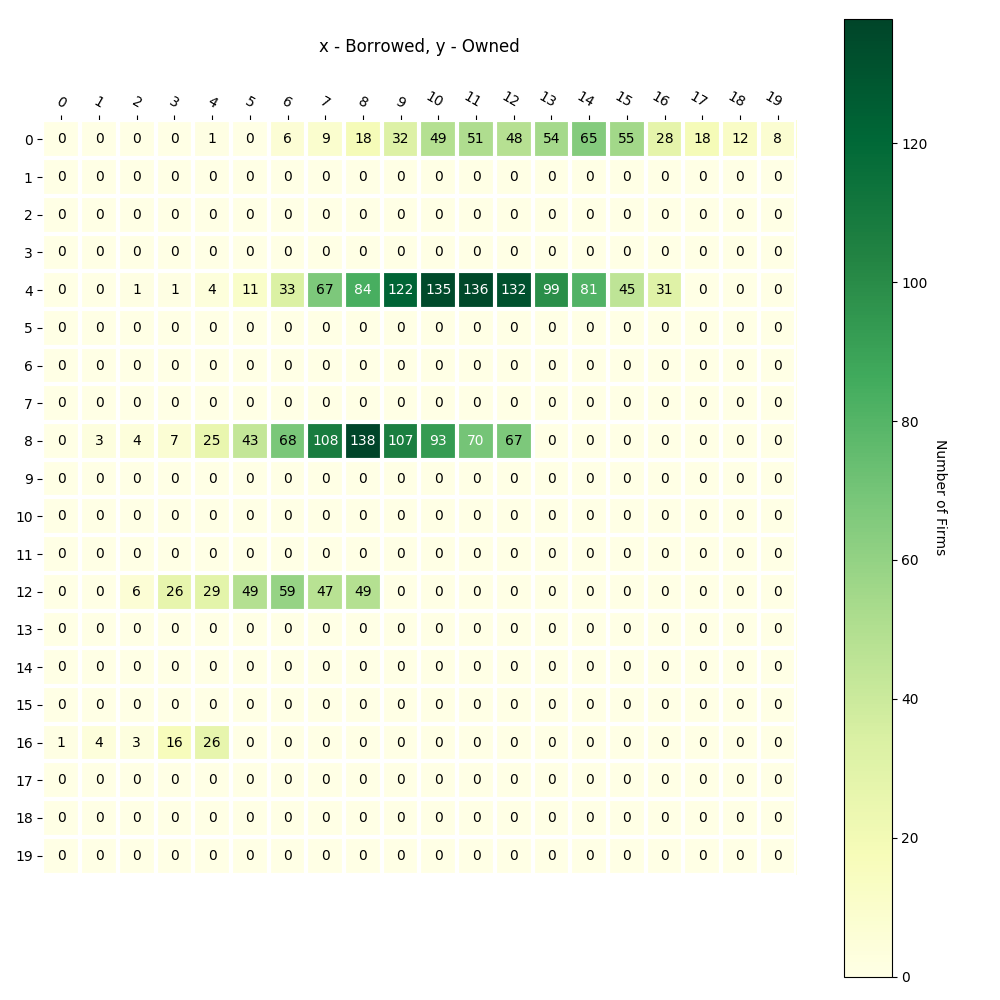 x - Borrowed, y - Owned
0 1 2 3 4 5 6 7 8 9 10 11 12 13 14 15 16 17 18 19
0 0 0 0 0 1 0 6 9 18 32 49 51 48 54 65 55 28 18 12 8
1 0 0 0 0 0 0 0 0 0 0 0 0 0 0 0 0 0 0 0 0
2 0 0 0 0 0 0 0 0 0 0 0 0 0 0 0 0 0 0 0 0
3 0 0 0 0 0 0 0 0 0 0 0 0 0 0 0 0 0 0 0 0
4 0 0 1 1 4 11 33 67 84 122 135 136 132 99 81 45 31 0 0 0
5 0 0 0 0 0 0 0 0 0 0 0 0 0 0 0 0 0 0 0 0
6 0 0 0 0 0 0 0 0 0 0 0 0 0 0 0 0 0 0 0 0
7 0 0 0 0 0 0 0 0 0 0 0 0 0 0 0 0 0 0 0 0
8 0 3 4 7 25 43 68 108 138 107 93 70 67 0 0 0 0 0 0 0
9 0 0 0 0 0 0 0 0 0 0 0 0 0 0 0 0 0 0 0 0
10 0 0 0 0 0 0 0 0 0 0 0 0 0 0 0 0 0 0 0 0
11 0 0 0 0 0 0 0 0 0 0 0 0 0 0 0 0 0 0 0 0
12 0 0 6 26 29 49 59 47 49 0 0 0 0 0 0 0 0 0 0 0
13 0 0 0 0 0 0 0 0 0 0 0 0 0 0 0 0 0 0 0 0
14 0 0 0 0 0 0 0 0 0 0 0 0 0 0 0 0 0 0 0 0
15 0 0 0 0 0 0 0 0 0 0 0 0 0 0 0 0 0 0 0 0
16 1 4 3 16 26 0 0 0 0 0 0 0 0 0 0 0 0 0 0 0
17 0 0 0 0 0 0 0 0 0 0 0 0 0 0 0 0 0 0 0 0
18 0 0 0 0 0 0 0 0 0 0 0 0 0 0 0 0 0 0 0 0
19 0 0 0 0 0 0 0 0 0 0 0 0 0 0 0 0 0 0 0 0
120
100
80
60
40
20
0
Number of Firms